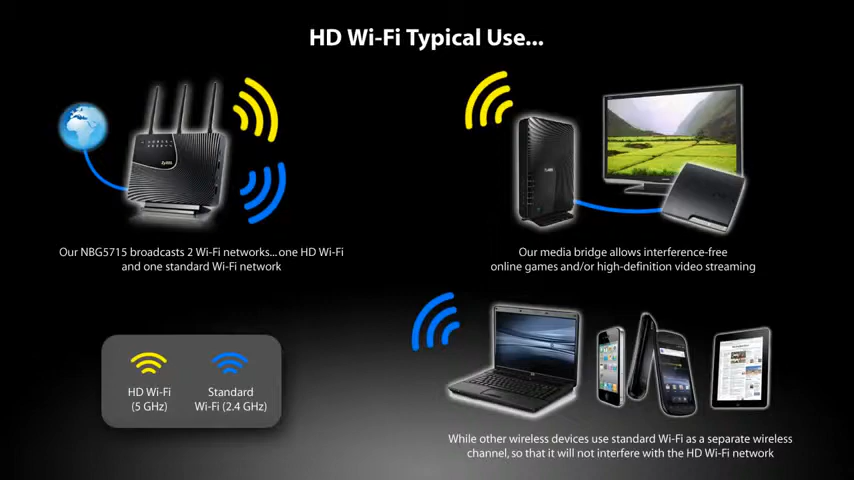 HD Wi-Fi Typical Use...
ZyXEL
Our NBG5715 broadcasts 2 Wi-Fi networks...one HD Wi-Fi
and one standard Wi-Fi network
Our media bridge allows interference-free
online games and/or high-definition video streaming
HD Wi-Fi
(5 GHz)
Standard
Wi-Fi (2.4 GHz)
While other wireless devices use standard Wi-Fi as a separate wireless
channel, so that it will not interfere with the HD Wi-Fi network